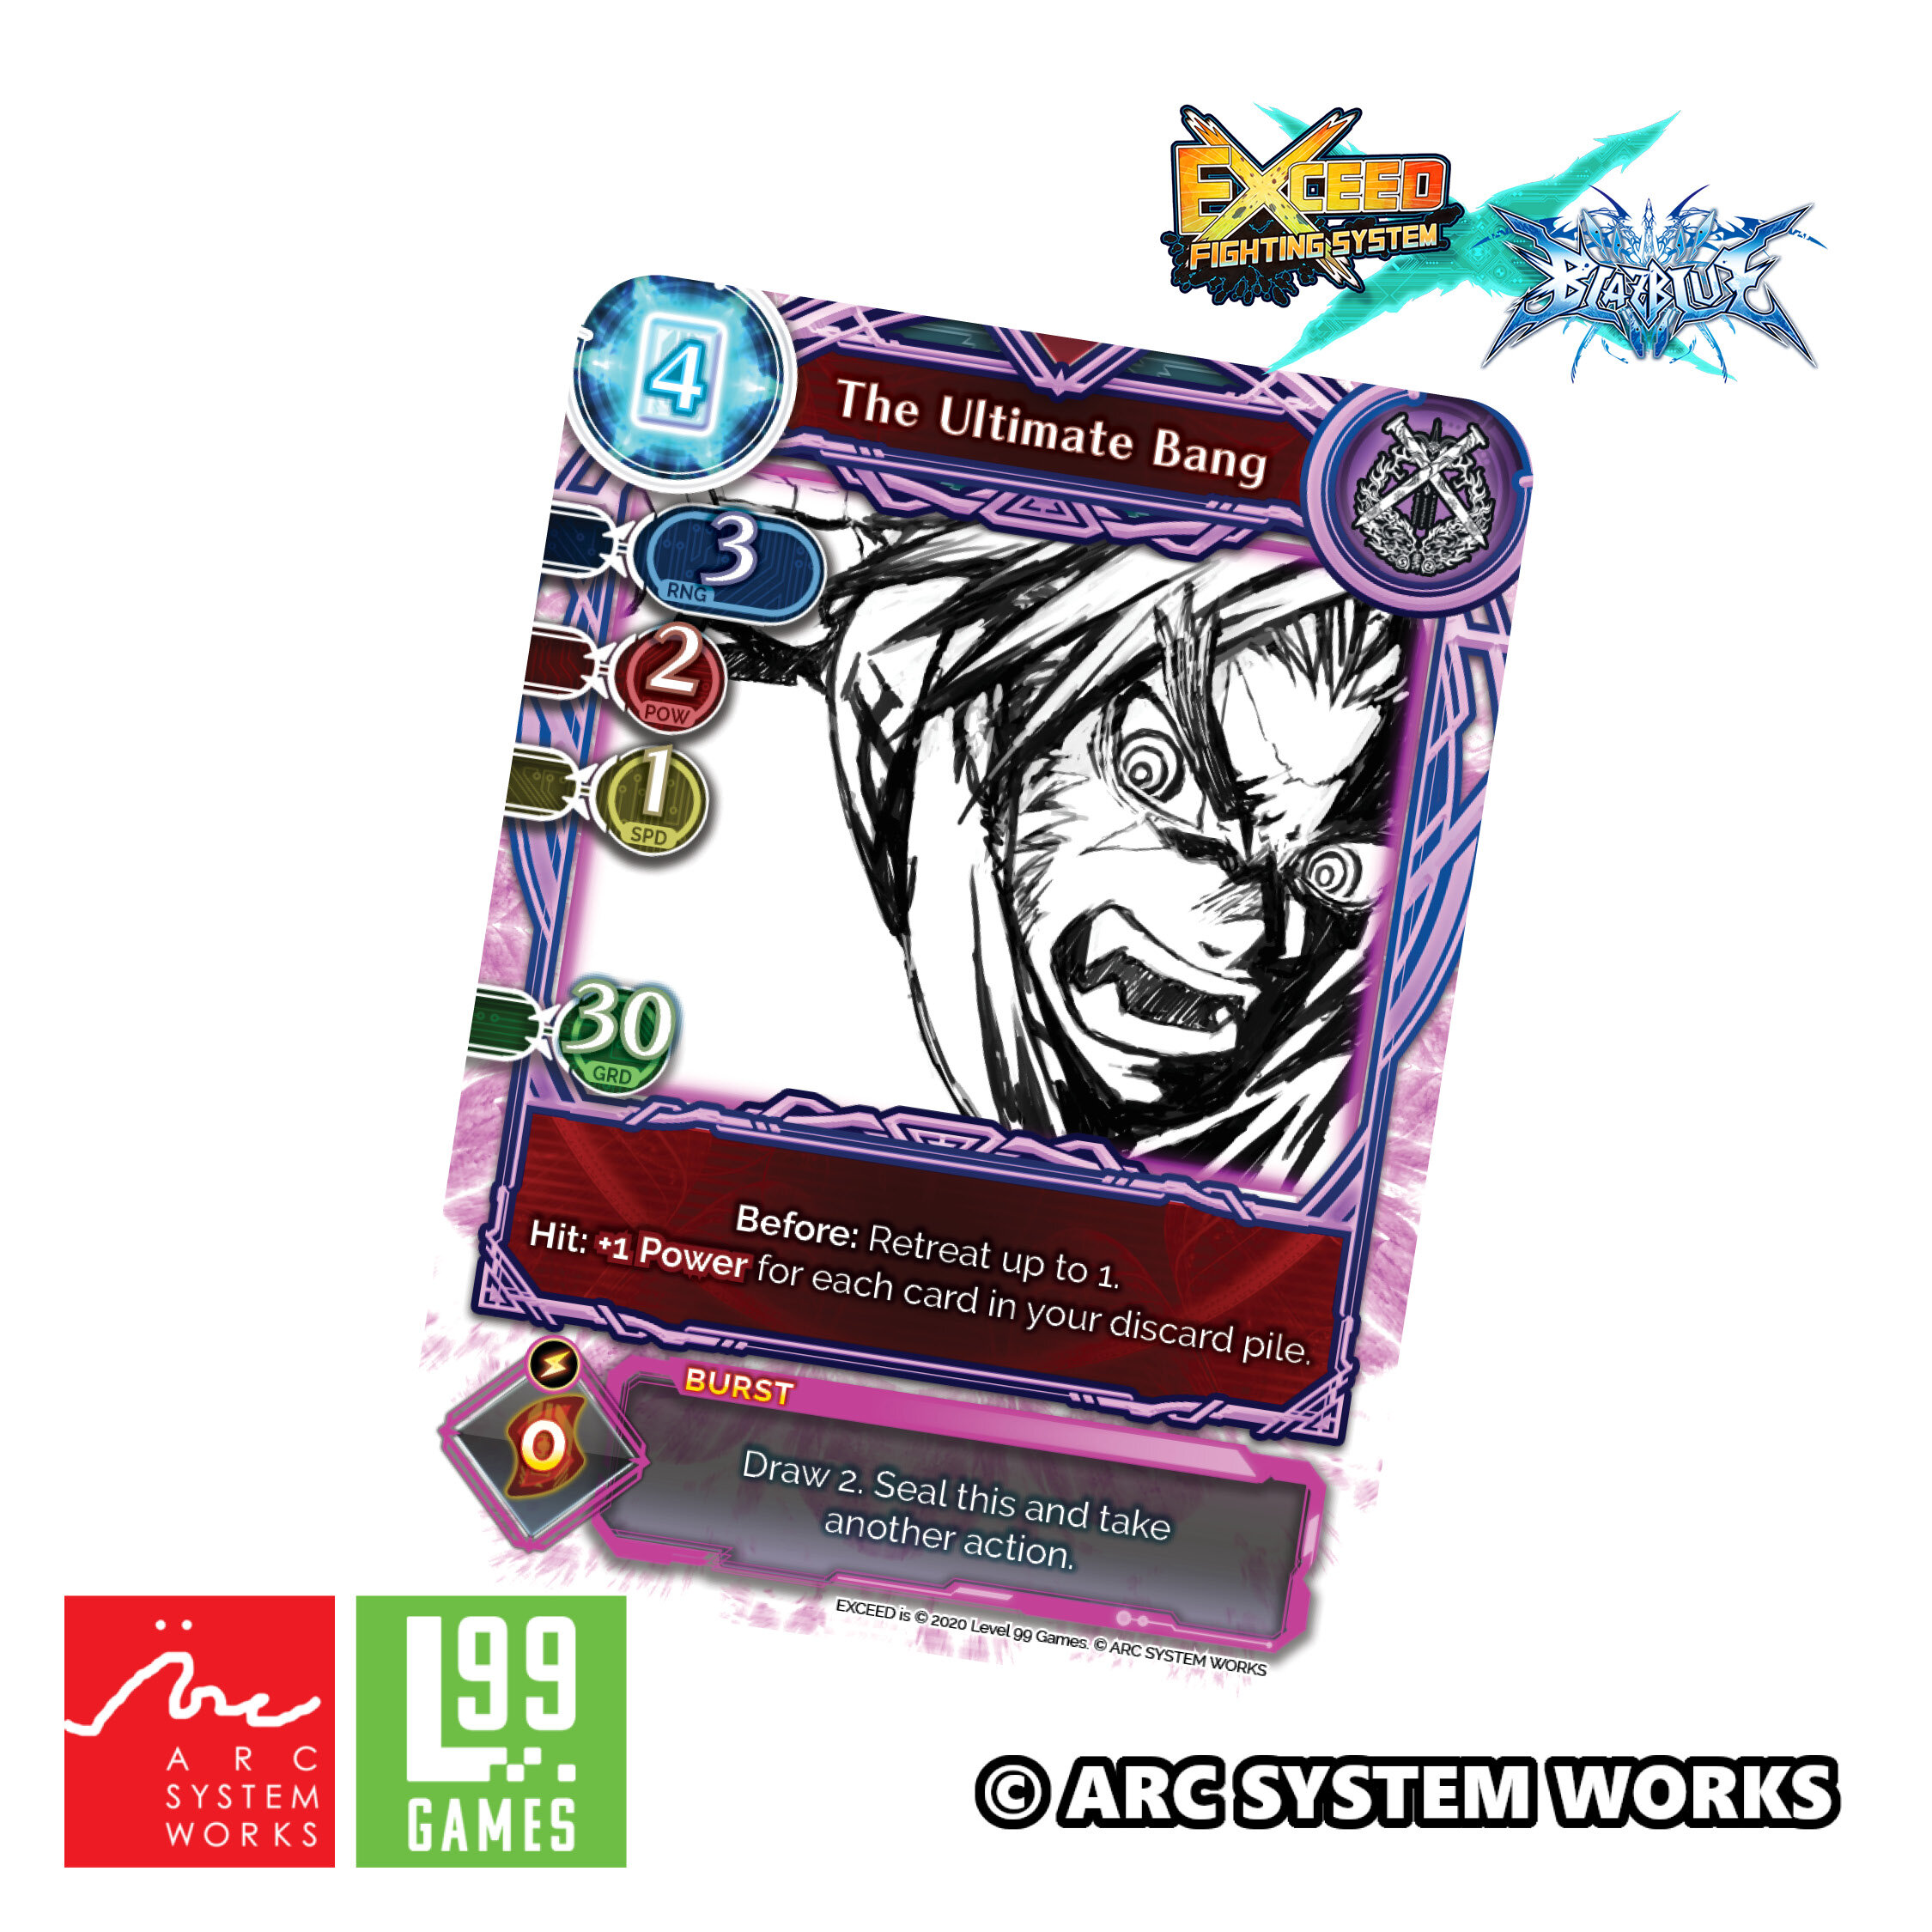 EXCEED
FIGHTING SYSTEM
BLAZBLUE
4
The Ultimate Bang
3
RNG
2
POW
1
SPD
30
GRD
Before: Retreat up to 1.
Hit: +1 Power for each card in your discard pile.
BURST
0
Draw 2. Seal this and take
another action.
EXCEED is © 2020 Level 99 Games. © ARC SYSTEM WORKS
Arc
ARC
SYSTEM
WORKS
L99
GAMES
© ARC SYSTEM WORKS